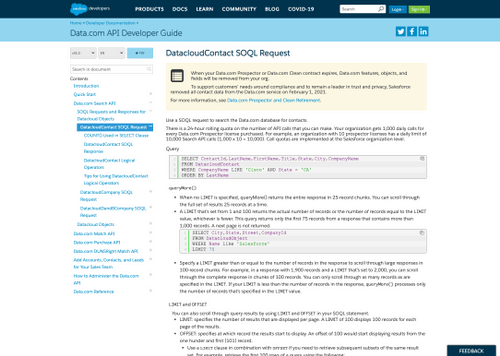 developers
PRODUCTS DOCS LEARN COMMUNITY BLOG COVID-19
Search
Login
Home » Developer Documentation »
Data.com API Developer Guide
Search in document
Contents
Introduction
Quick Start
Data.com Search API
SOQL Requests and Responses for
Datacloud Objects
DatacloudContact SOQL Request
COUNT() Used in SELECT Clause
DatacloudContact SOQL
Response
DatacloudContact Logical
Operators
Tips for Using DatacloudContact
Logical Operators
DatacloudCompany SOQL
Request
DatacloudDandBCompany SOQL
Request
Datacloud Objects
Data.com Match API
Data.com Purchase API
Data.com DUNSRight Match API
Add Accounts, Contacts, and Leads
for Your Sales Team
How to Administer the Data.com
API
Data.com Reference
DatacloudContact SOQL Request
When your Data.com Prospector or Data.com Clean contract expires, Data.com features, objects, and
fields will be removed from your org.
To support customers' needs around compliance and to remain a leader in trust and privacy, Salesforce
removed all contact data from the Data.com service on February 1, 2021.
For more information, see Data.com Prospector and Clean Retirement.
Use a SOQL request to search the Data.com database for contacts.
There is a 24-hour rolling quota on the number of API calls that you can make. Your organization gets 1,000 daily calls for
every Data.com Prospector license purchased. For example, an organization with 10 prospector licenses has a daily limit of
10,000 Search API calls (1,000 x 10 = 10,000). Call quotas are implemented at the Salesforce organization level.
Query
SELECT ContactId,LastName,FirstName,Title,State,City,CompanyName
FROM DatacloudContact
WHERE CompanyName LIKE 'Cisco' AND State = 'CA'
ORDER BY LastName
queryMore()
• When no LIMIT is specified, queryMore() returns the entire response in 25 record chunks. You can scroll through
the full set of results 25 records at a time.
• A LIMIT that's set from 1 and 100 returns the actual number of records or the number of records equal to the LIMIT
value, whichever is fewer. This query returns only the first 75 records from a response that contains more than
1,000 records. A next page is not returned.
SELECT City,State,Street,CompanyId
FROM DatacloudObject
WHERE Name like 'Salesforce'
LIMIT 75
• Specify a LIMIT greater than or equal to the number of records in the response to scroll through large responses in
100-record chunks. For example, in a response with 1,900 records and a LIMIT that's set to 2,000, you can scroll
through the complete response in chunks of 100 records. You can only scroll through as many records as are
available in the response. If your LIMIT is less than the number of records in the response, queryMore() processes
only the number of records that's specified in the LIMIT value.
LIMIT and OFFSET
You can also scroll through query results by using LIMIT and OFFSET in your SOQL statement.
• LIMIT: specifies the number of results that are displayed per page. A LIMIT of 100 displays 100 records for each
page of the results.
• OFFSET: specifies at which record the results start to display. An offset of 100 would start displaying results from the
one hundred and first (101) record.
• Use a LIMIT clause in combination with OFFSET if you need to retrieve subsequent subsets of the same result
FEEDBACK